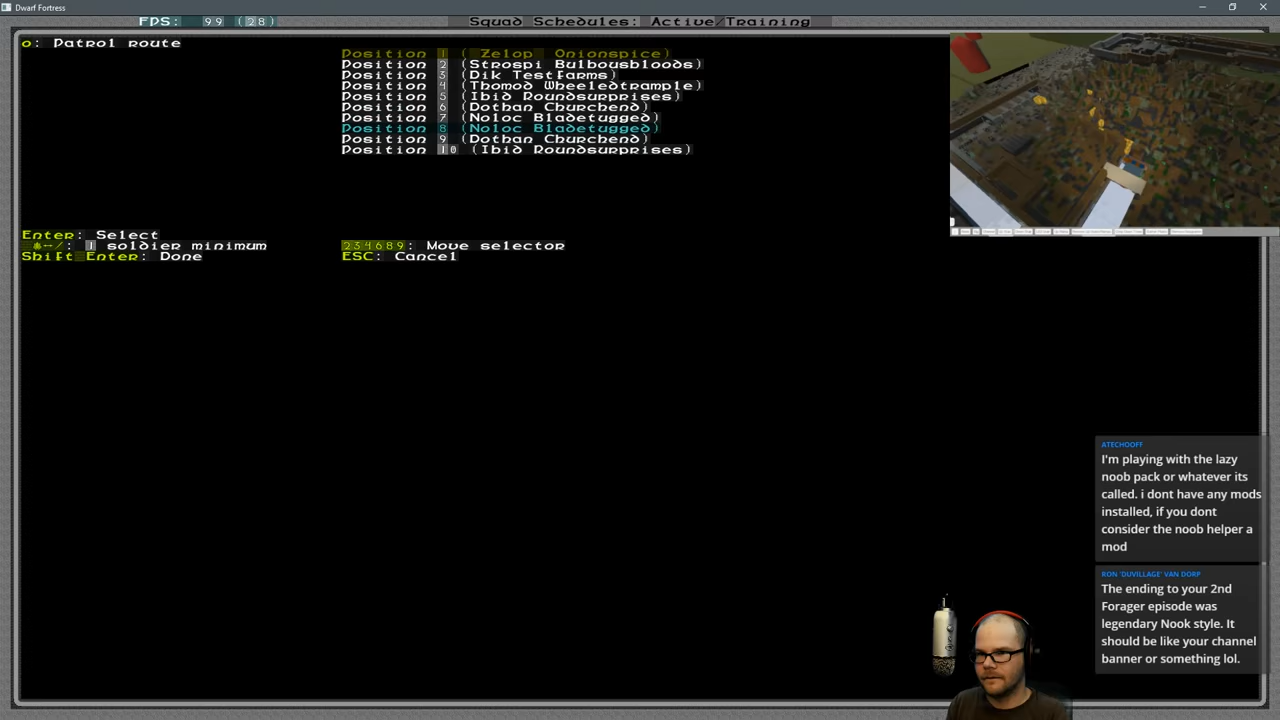 Dwarf Fortress
FPS: 99 (28)
Squad Schedules: Active/Training
o: Patrol route
Position 1 (Zelop Onionspice)
Position 2 (Strospi Bulbousbloods)
Position 3 (Dik Testfarms)
Position 4 (Thomod Wheeledtrample)
Position 5 (Ibid Roundsurprises)
Position 6 (Dothan Churchend)
Position 7 (Noloc Bladetugged)
Position 8 (Noloc Bladetugged)
Position 9 (Dothan Churchend)
Position 10 (Ibid Roundsurprises)
Enter: Select
1 soldier minimum
234689: Move selector
Shift Enter: Done
ESC: Cancel
ATECHOOFF
I'm playing with the lazy
noob pack or whatever its
called. i dont have any mods
installed, if you dont
consider the noob helper a
mod
RON 'DUVILLAGE' VAN DORP
The ending to your 2nd
Forager episode was
legendary Nook style. It
should be like your channel
banner or something lol.